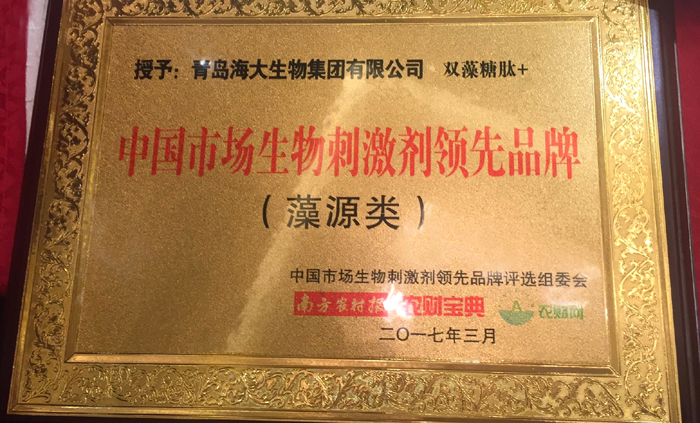 授予：青岛海大生物集团有限公司 双藻糖肽+
中国市场生物刺激剂领先品牌
（藻源类）
中国市场生物刺激剂领先品牌评选组委会
南方农村报 农财宝典 农财网
二〇一七年三月